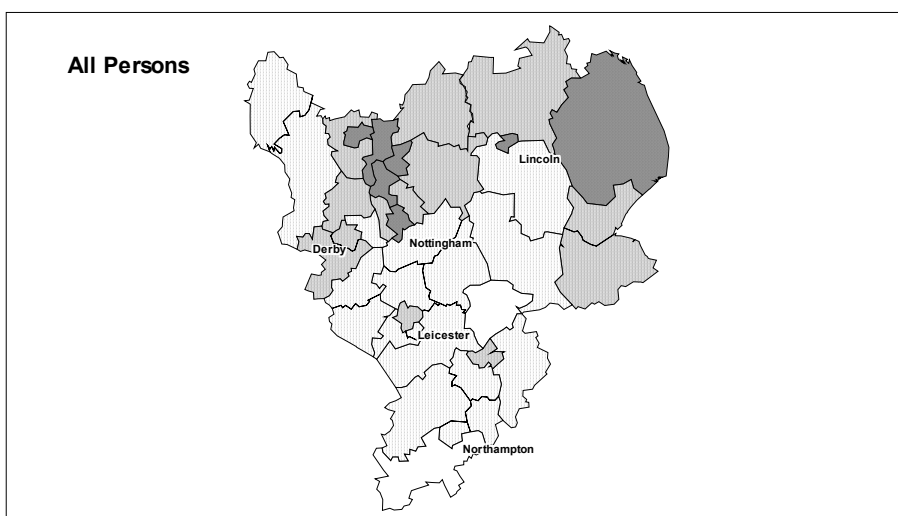 All Persons
Lincoln
Derby
Nottingham
Leicester
Northampton